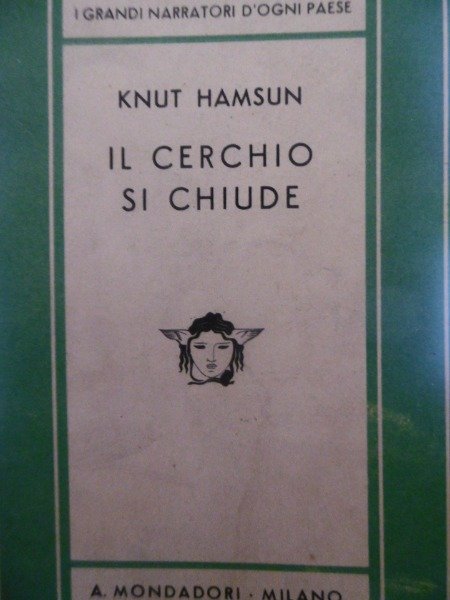 I GRANDI NARRATORI D'OGNI PAESE
KNUT HAMSUN
IL CERCHIO
SI CHIUDE
A. MONDADORI · MILANO